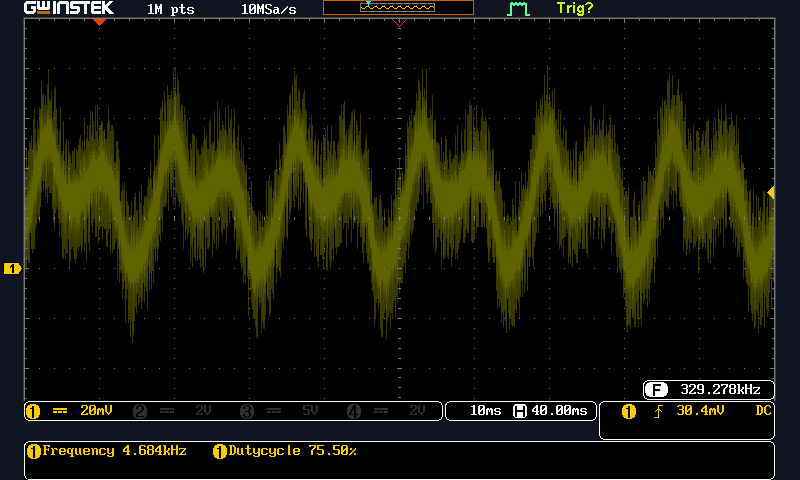 GWINSTEK 1M pts 10MSa/s Trig?
1
F 329.278kHz
1 20mV 2 2V 3 5V 4 2V 10ms H 40.00ms 1 30.4mV DC
1 Frequency 4.684kHz 1 Dutycycle 75.50%